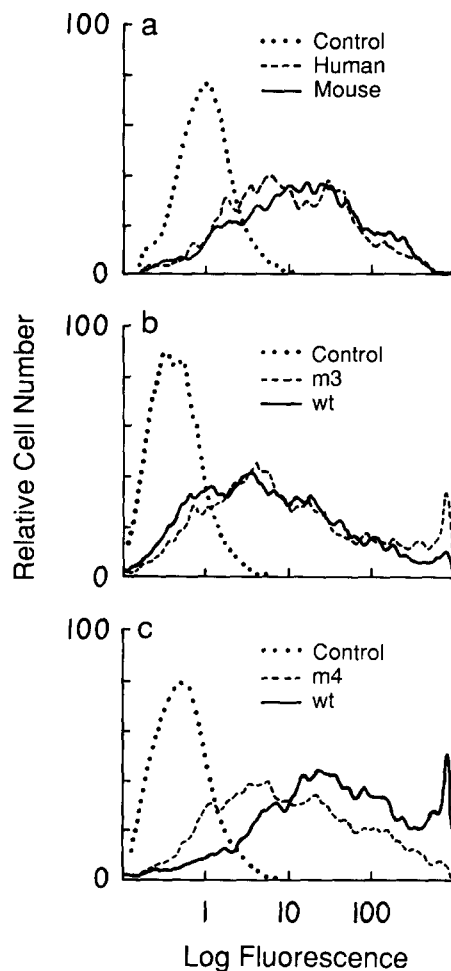 a
100
0
Control
Human
Mouse
b
100
0
Control
m3
wt
c
100
0
Control
m4
wt
1 10 100
Relative Cell Number
Log Fluorescence